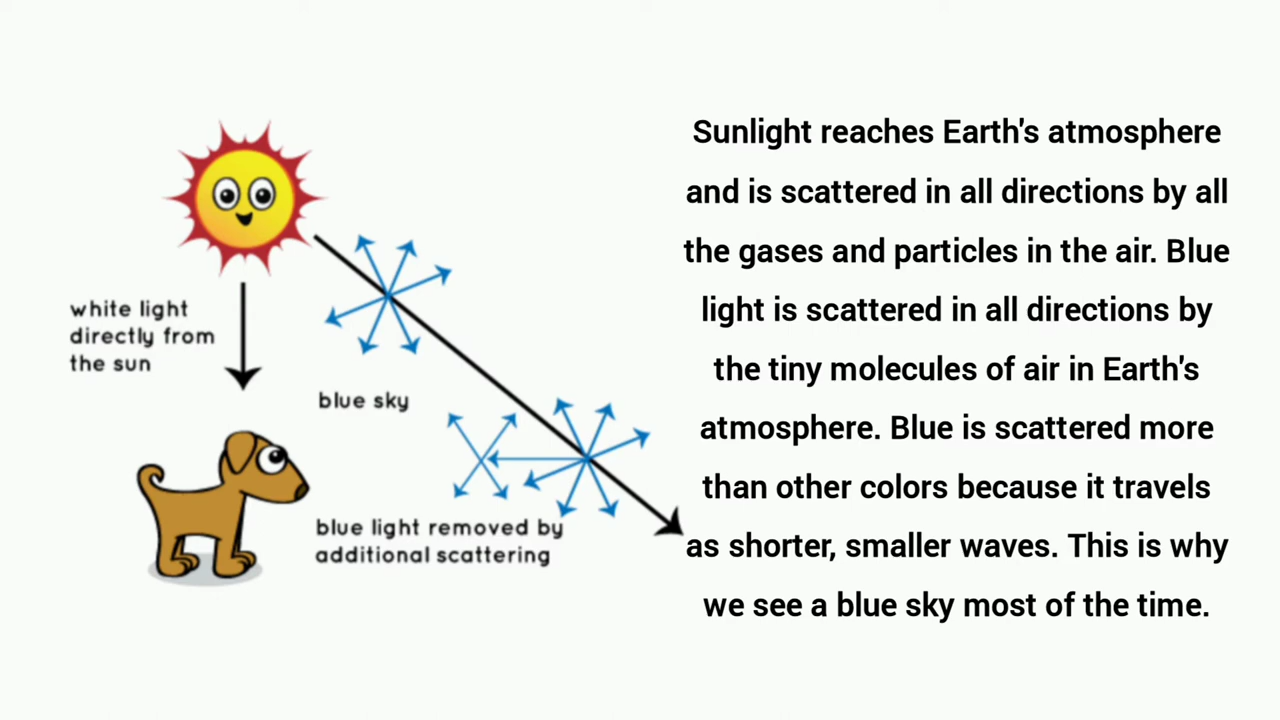 Sunlight reaches Earth's atmosphere
and is scattered in all directions by all
the gases and particles in the air. Blue
light is scattered in all directions by
the tiny molecules of air in Earth's
atmosphere. Blue is scattered more
than other colors because it travels
as shorter, smaller waves. This is why
we see a blue sky most of the time.
white light
directly from
the sun
blue sky
blue light removed by
additional scattering